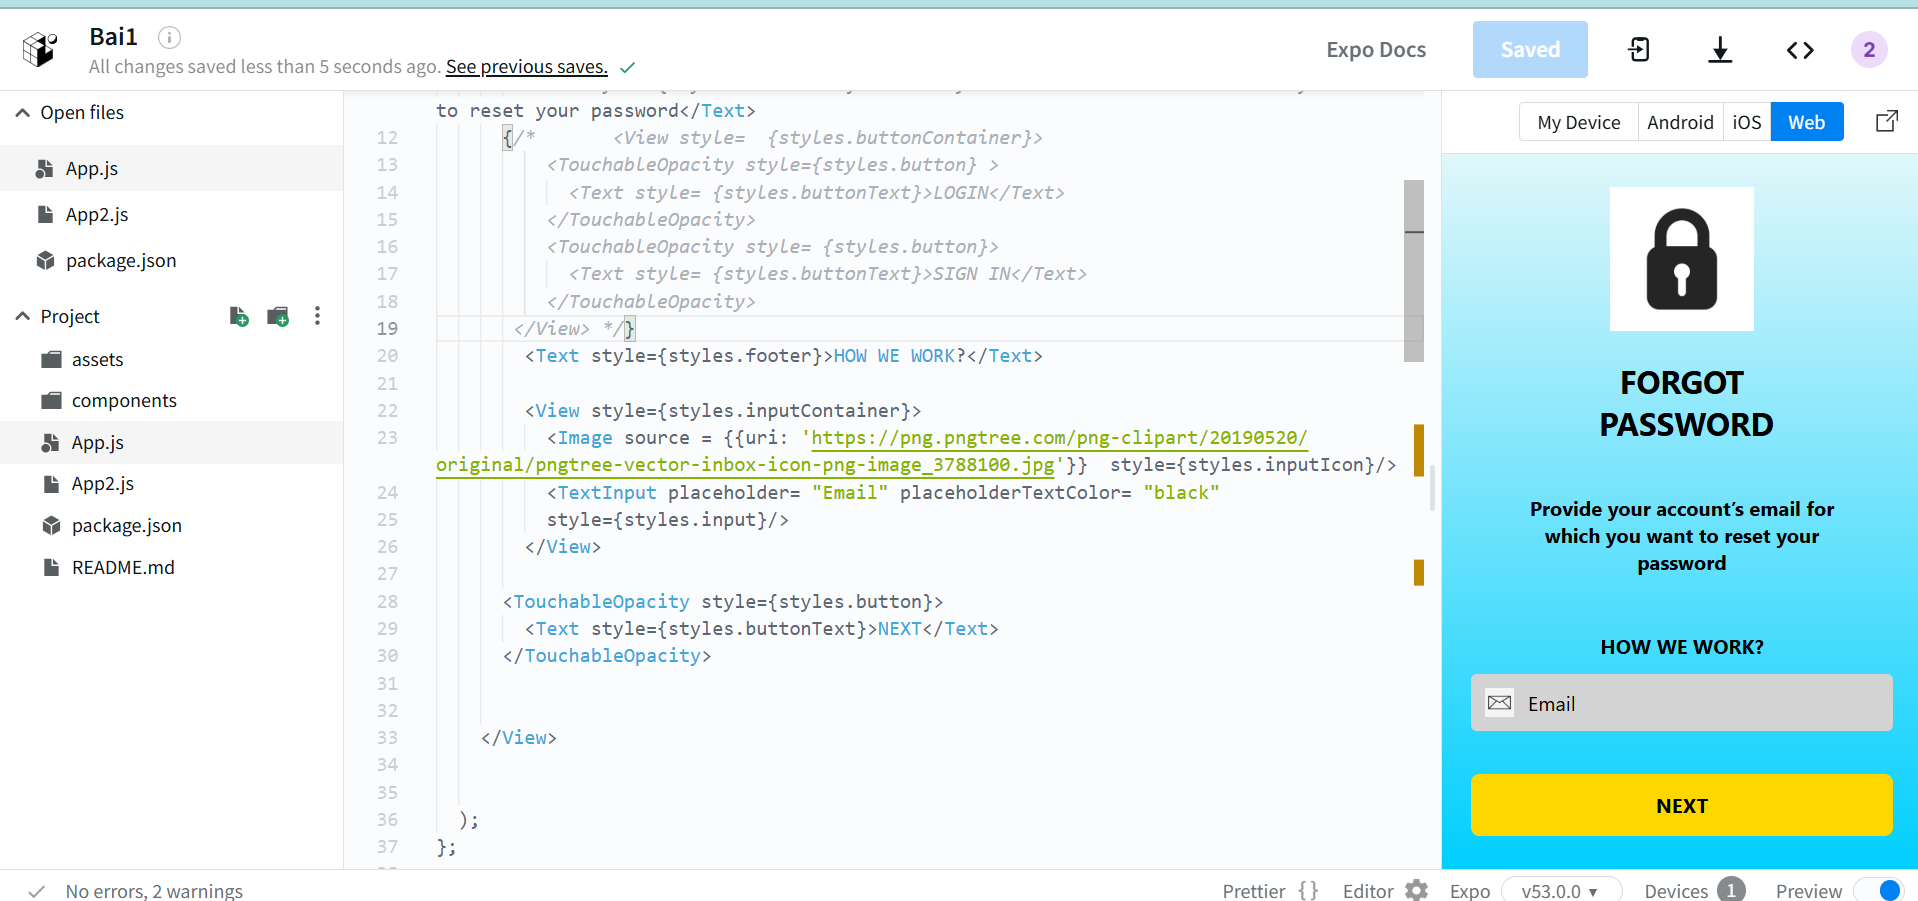 Bai1
All changes saved less than 5 seconds ago. See previous saves.
Expo Docs
Saved
2
Open files
App.js
App2.js
package.json
Project
assets
components
App.js
App2.js
package.json
README.md
to reset your password</Text>
12 {/* <View style= {styles.buttonContainer}>
13 <TouchableOpacity style={styles.button} >
14 <Text style= {styles.buttonText}>LOGIN</Text>
15 </TouchableOpacity>
16 <TouchableOpacity style= {styles.button}>
17 <Text style= {styles.buttonText}>SIGN IN</Text>
18 </TouchableOpacity>
19 </View> */}
20 <Text style={styles.footer}>HOW WE WORK?</Text>
21
22 <View style={styles.inputContainer}>
23 <Image source = {{uri: 'https://png.pngtree.com/png-clipart/20190520/
original/pngtree-vector-inbox-icon-png-image_3788100.jpg'}} style={styles.inputIcon}/>
24 <TextInput placeholder= "Email" placeholderTextColor= "black"
25 style={styles.input}/>
26 </View>
27
28 <TouchableOpacity style={styles.button}>
29 <Text style={styles.buttonText}>NEXT</Text>
30 </TouchableOpacity>
31
32
33 </View>
34
35
36 );
37 };
My Device
Android
iOS
Web
FORGOT
PASSWORD
Provide your account's email for
which you want to reset your
password
HOW WE WORK?
Email
NEXT
No errors, 2 warnings
Prettier {}
Editor
Expo
v53.0.0
Devices 1
Preview